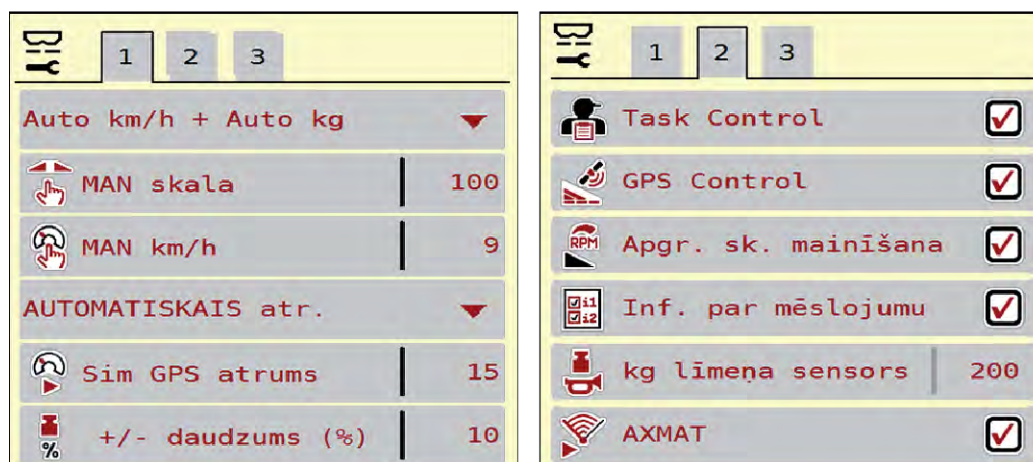 1 2 3
Auto km/h + Auto kg
MAN skala 100
MAN km/h 9
AUTOMATISKAIS atr.
Sim GPS atrums 15
% +/- daudzums (%) 10
1 2 3
Task Control
GPS Control
RPM Apgr. sk. mainīšana
i1
i2
Inf. par mēslojumu
kg līmeņa sensors 200
AXMAT